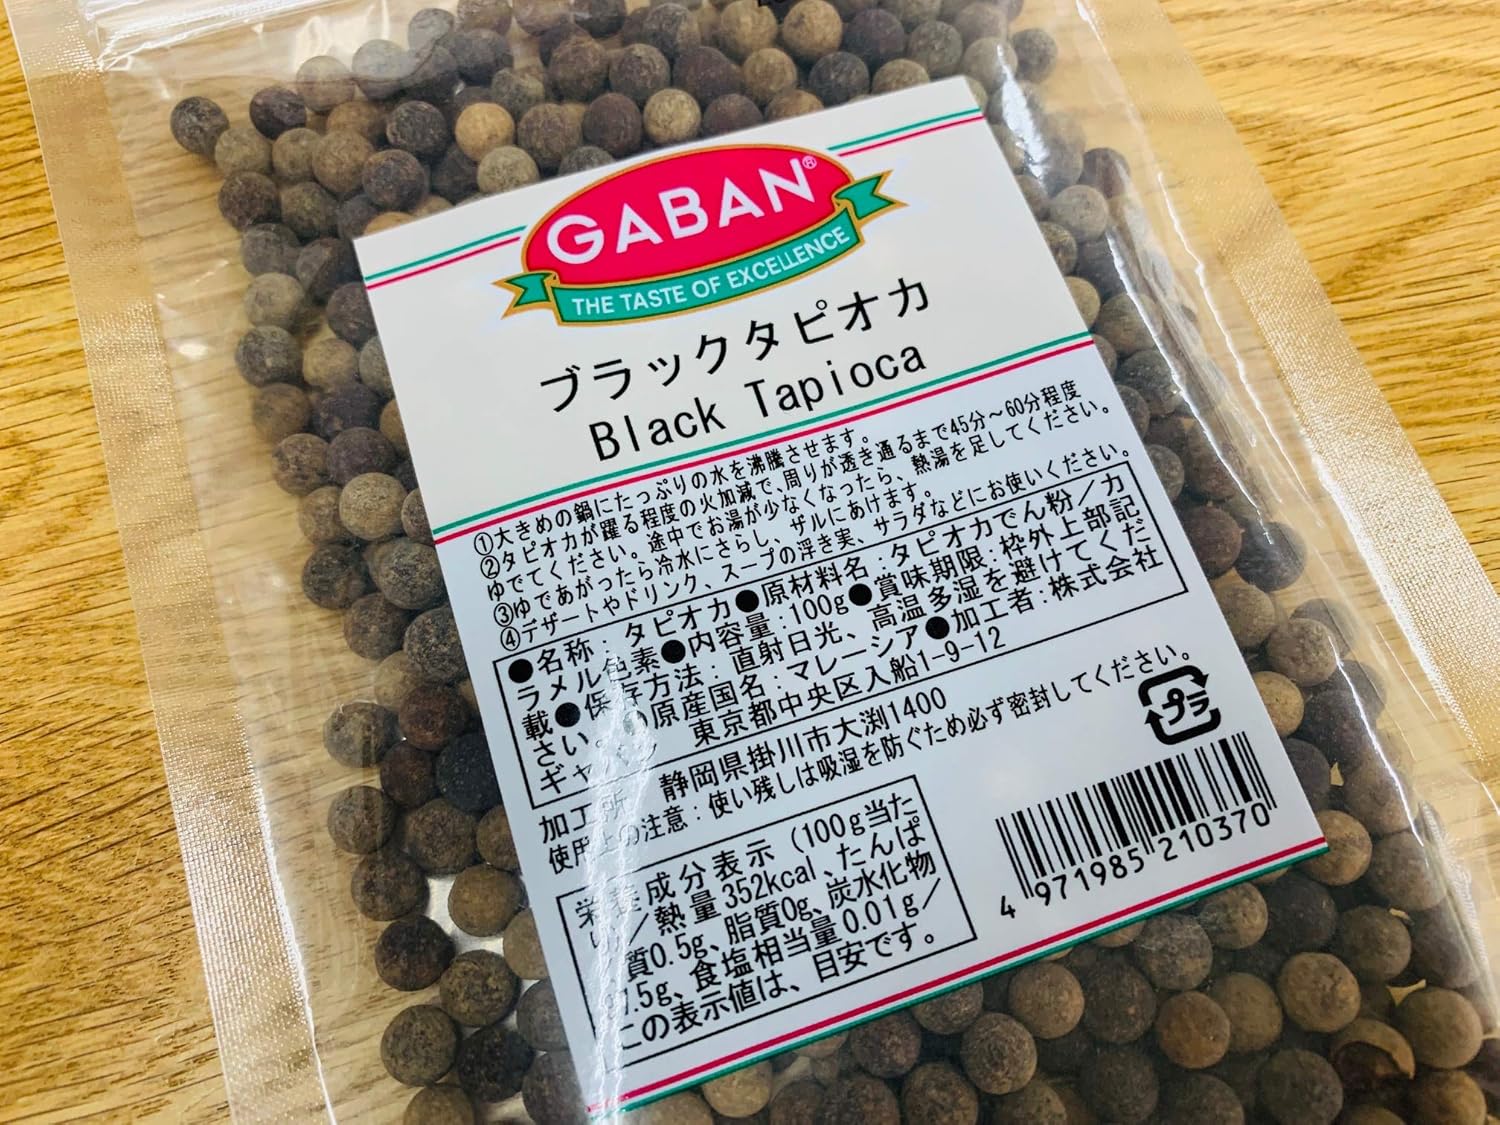 GABAN®
THE TASTE OF EXCELLENCE
ブラックタピオカ
Black Tapioca
①大きめの鍋にたっぷりの水を沸騰させます。
②タピオカが躍る程度の火加減で、周りが透き通るまで45分～60分程度
ゆでてください。途中でお湯が少なくなったら、熱湯を足してください。
③ゆであがったら冷水にさらし、ザルにあけます。
④デザートやドリンク、スープの浮き実、サラダなどにお使いください。
●名称：タピオカ●原材料名：タピオカでん粉／カ
ラメル色素●内容量：100g●賞味期限：枠外上部記
載●保存方法：直射日光、高温多湿を避けてくだ
さい。●原産国名：マレーシア●加工者：株式会社
ギャバン 東京都中央区入船1-9-12
加工所 静岡県掛川市大渕1400
使用上の注意：使い残しは吸湿を防ぐため必ず密封してください。
プラ
栄養成分表示（100g当た
り）／熱量352kcal、たんぱ
く質0.5g、脂質0g、炭水化物
87.5g、食塩相当量0.01g／
この表示値は、目安です。
4 971985 210370